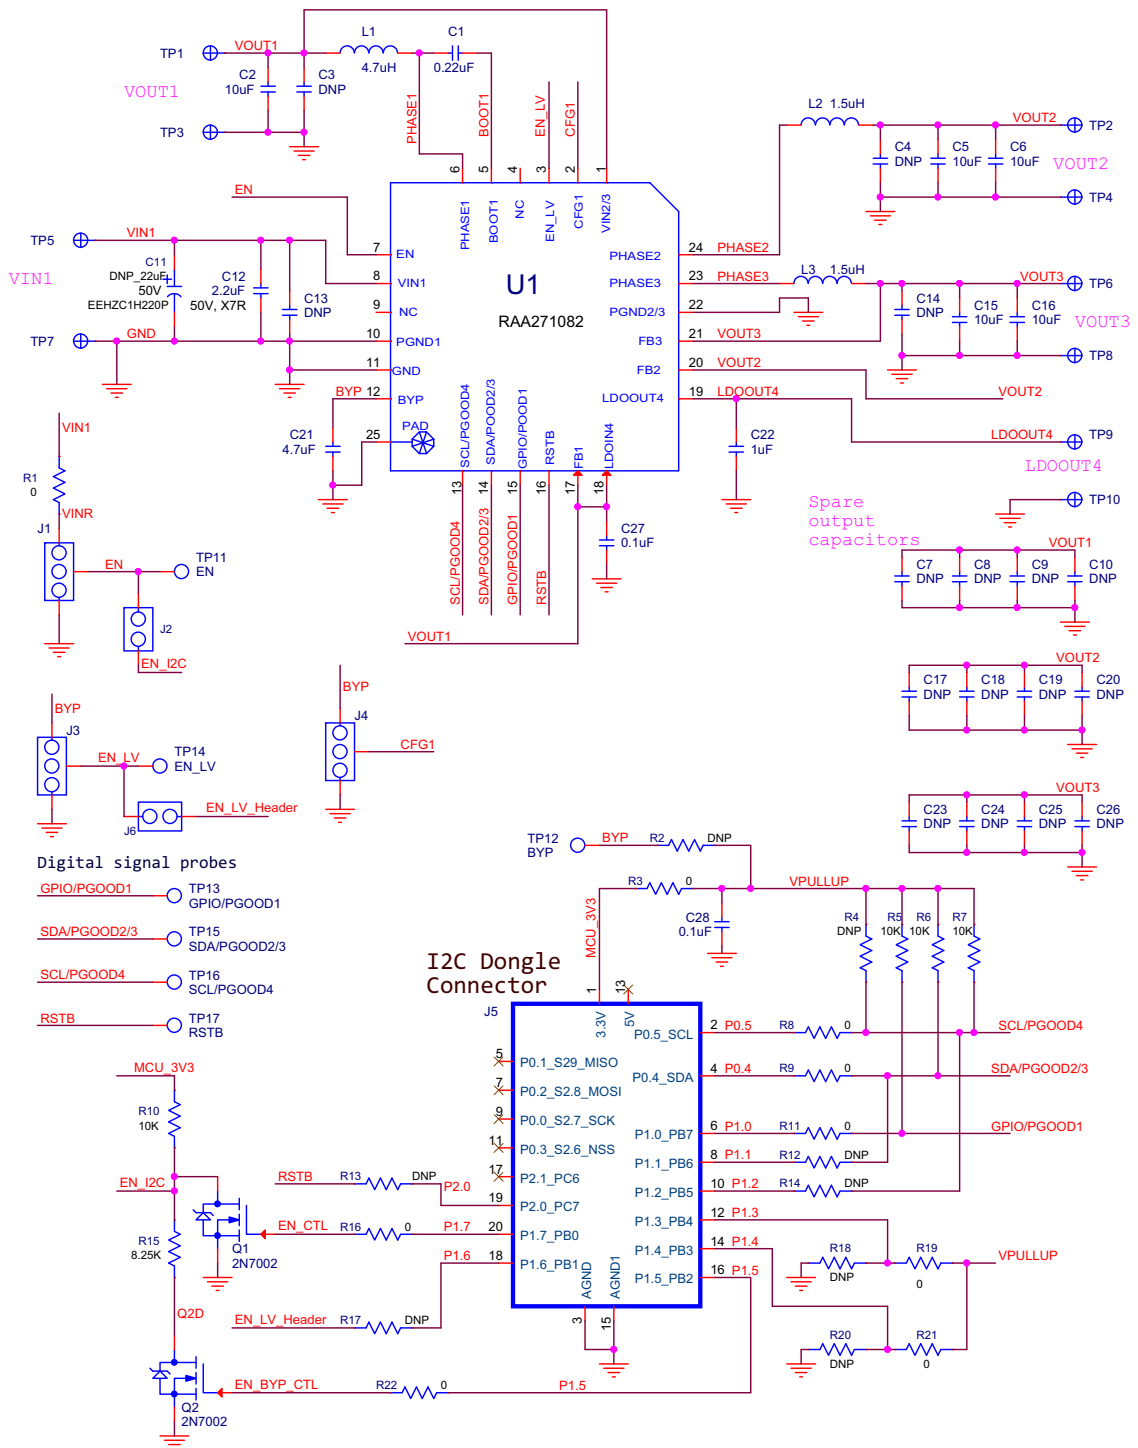 TP1
VOUT1
L1
4.7uH
C1
0.22uF
C2
10uF
C3
DNP
VOUT1
TP3
PHASE1
BOOT1
EN_LV
CFG1
6
5
4
3
2
1
L2 1.5uH
VOUT2
TP2
C4
DNP
C5
10uF
C6
10uF
VOUT2
TP4
EN
TP5
VIN1
VIN1
C11
DNP_22uF
50V
EEHZC1H220P
C12
2.2uF
50V, X7R
C13
DNP
TP7
GND
7
8
9
10
11
12
25
PHASE1
BOOT1
NC
EN_LV
CFG1
VIN2/3
EN
VIN1
NC
PGND1
GND
BYP
PAD
U1
RAA271082
PHASE2
PHASE3
PGND2/3
FB3
FB2
LDOOUT4
SCL/PGOOD4
SDA/POOD2/3
GPIO/POOD1
RSTB
FB1
LDOIN4
24
PHASE2
23
PHASE3
22
21
VOUT3
20
VOUT2
19
LDOOUT4
L3
1.5uH
VOUT3
TP6
C14
DNP
C15
10uF
C16
10uF
VOUT3
TP8
VOUT2
LDOOUT4
TP9
LDOOUT4
TP10
C22
1uF
BYP
C21
4.7uF
13
14
15
16
17
18
SCL/PGOOD4
SDA/PGOOD2/3
GPIO/PGOOD1
RSTB
C27
0.1uF
VOUT1
VIN1
R1
0
VINR
J1
EN
TP11
EN
J2
EN_I2C
Spare
output
capacitors
VOUT1
C7
DNP
C8
DNP
C9
DNP
C10
DNP
VOUT2
C17
DNP
C18
DNP
C19
DNP
C20
DNP
VOUT3
C23
DNP
C24
DNP
C25
DNP
C26
DNP
BYP
J3
EN_LV
TP14
EN_LV
J6
EN_LV_Header
BYP
J4
CFG1
Digital signal probes
GPIO/PGOOD1
TP13
GPIO/PGOOD1
SDA/PGOOD2/3
TP15
SDA/PGOOD2/3
SCL/PGOOD4
TP16
SCL/PGOOD4
RSTB
TP17
RSTB
TP12
BYP
BYP
R2
DNP
R3
0
VPULLUP
MCU_3V3
C28
0.1uF
R4
DNP
R5
10K
R6
10K
R7
10K
I2C Dongle
Connector
J5
1
13
3.3V
5V
5
P0.1_S29_MISO
7
P0.2_S2.8_MOSI
9
P0.0_S2.7_SCK
11
P0.3_S2.6_NSS
17
P2.1_PC6
19
P2.0_PC7
20
P1.7_PB0
18
P1.6_PB1
AGND
AGND1
3
15
P0.5_SCL
P0.4_SDA
P1.0_PB7
P1.1_PB6
P1.2_PB5
P1.3_PB4
P1.4_PB3
P1.5_PB2
2 P0.5
R8
0
SCL/PGOOD4
4 P0.4
R9
0
SDA/PGOOD2/3
6 P1.0
R11
0
GPIO/PGOOD1
8 P1.1
R12
DNP
10 P1.2
R14
DNP
12 P1.3
14 P1.4
16 P1.5
R18
DNP
R19
0
VPULLUP
R20
DNP
R21
0
MCU_3V3
R10
10K
EN_I2C
R15
8.25K
Q1
2N7002
Q2D
Q2
2N7002
RSTB
R13
DNP
P2.0
EN_CTL
R16
0
P1.7
P1.6
EN_LV_Header
R17
DNP
EN_BYP_CTL
R22
0
P1.5